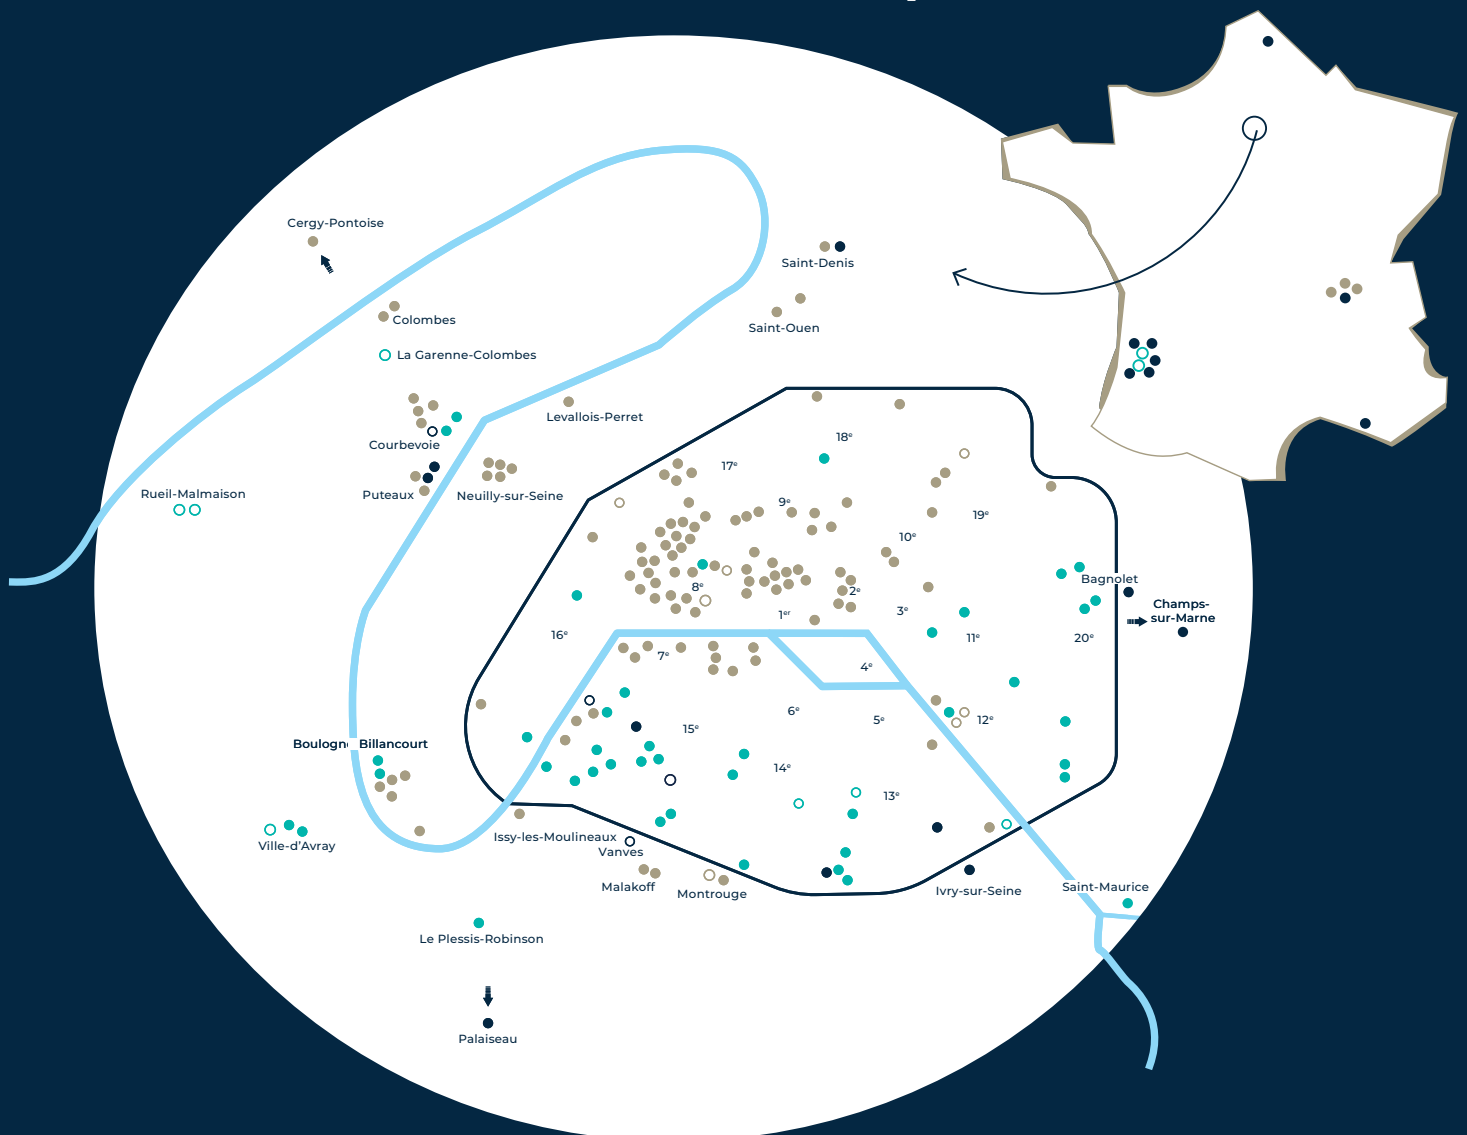 Cergy-Pontoise
Saint-Denis
Colombes
Saint-Ouen
La Garenne-Colombes
Levallois-Perret
18e
Courbevoie
17e
Rueil-Malmaison
Puteaux
Neuilly-sur-Seine
9e
19e
10e
Bagnolet
8e
2e
Champs-
sur-Marne
1er
3e
16e
11e
20e
7e
4e
6e
5e
12e
15e
Boulogne Billancourt
14e
13e
Issy-les-Moulineaux
Ville-d’Avray
Vanves
Malakoff
Montrouge
Ivry-sur-Seine
Saint-Maurice
Le Plessis-Robinson
Palaiseau